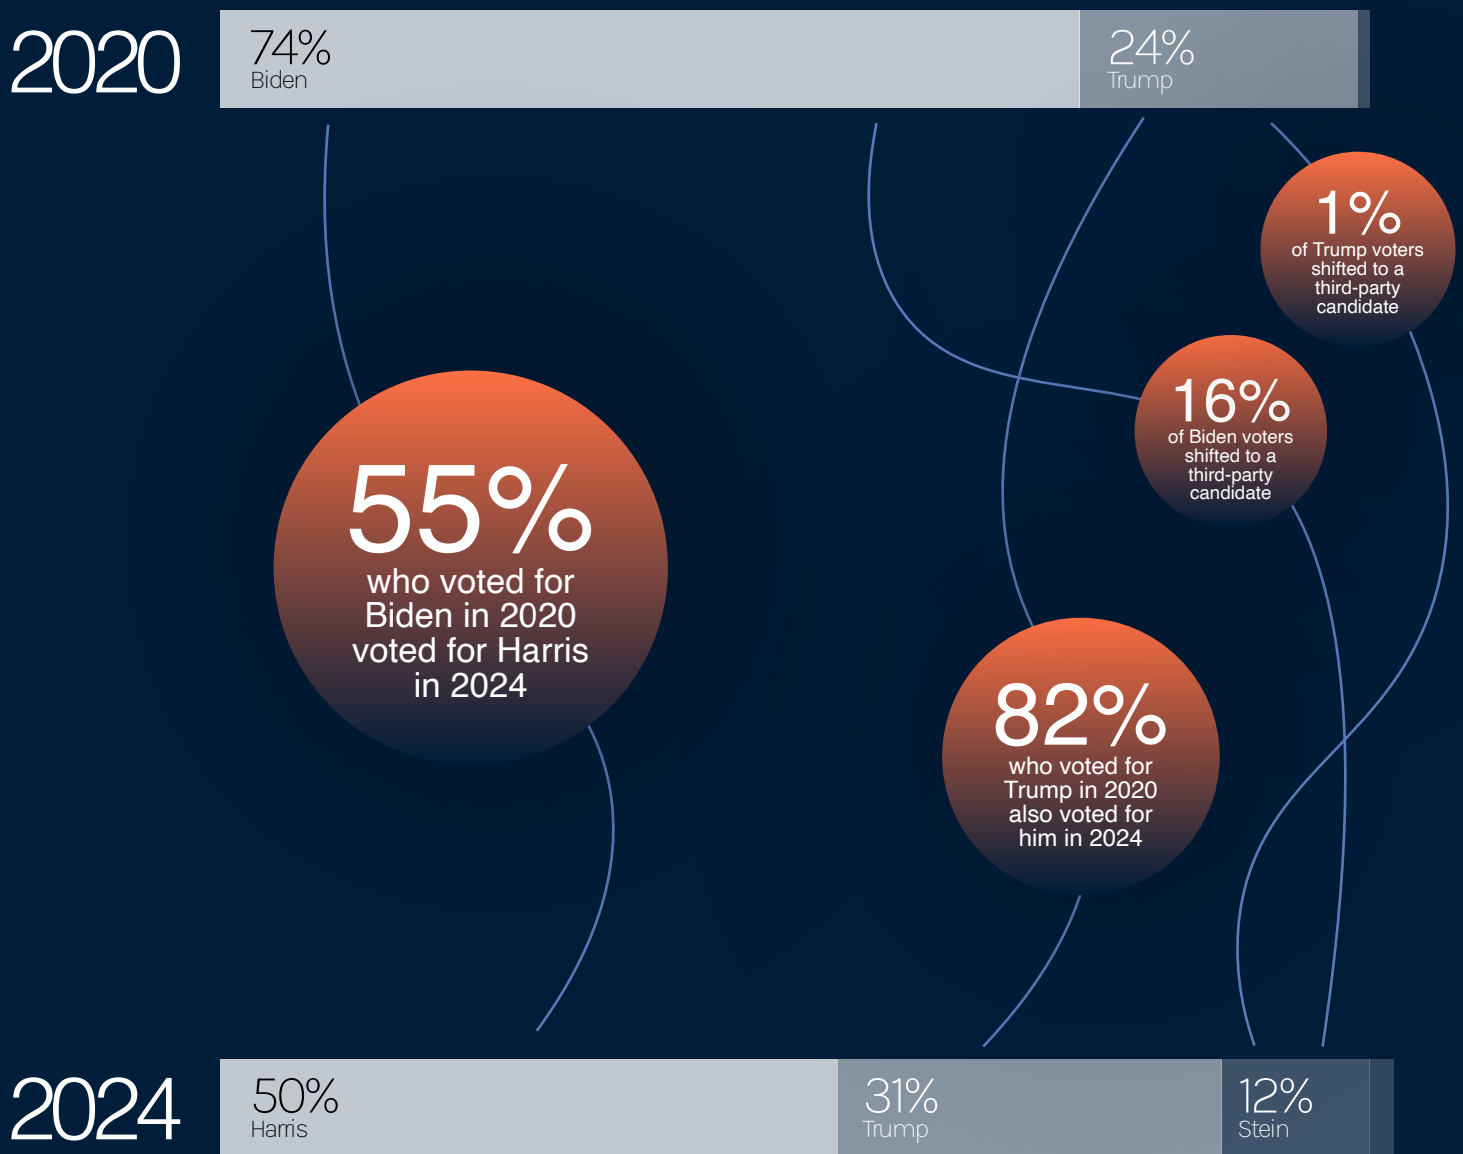 2020
74%
Biden
24%
Trump
1%
of Trump voters
shifted to a
third-party
candidate
16%
of Biden voters
shifted to a
third-party
candidate
55%
who voted for
Biden in 2020
voted for Harris
in 2024
82%
who voted for
Trump in 2020
also voted for
him in 2024
2024
50%
Harris
31%
Trump
12%
Stein